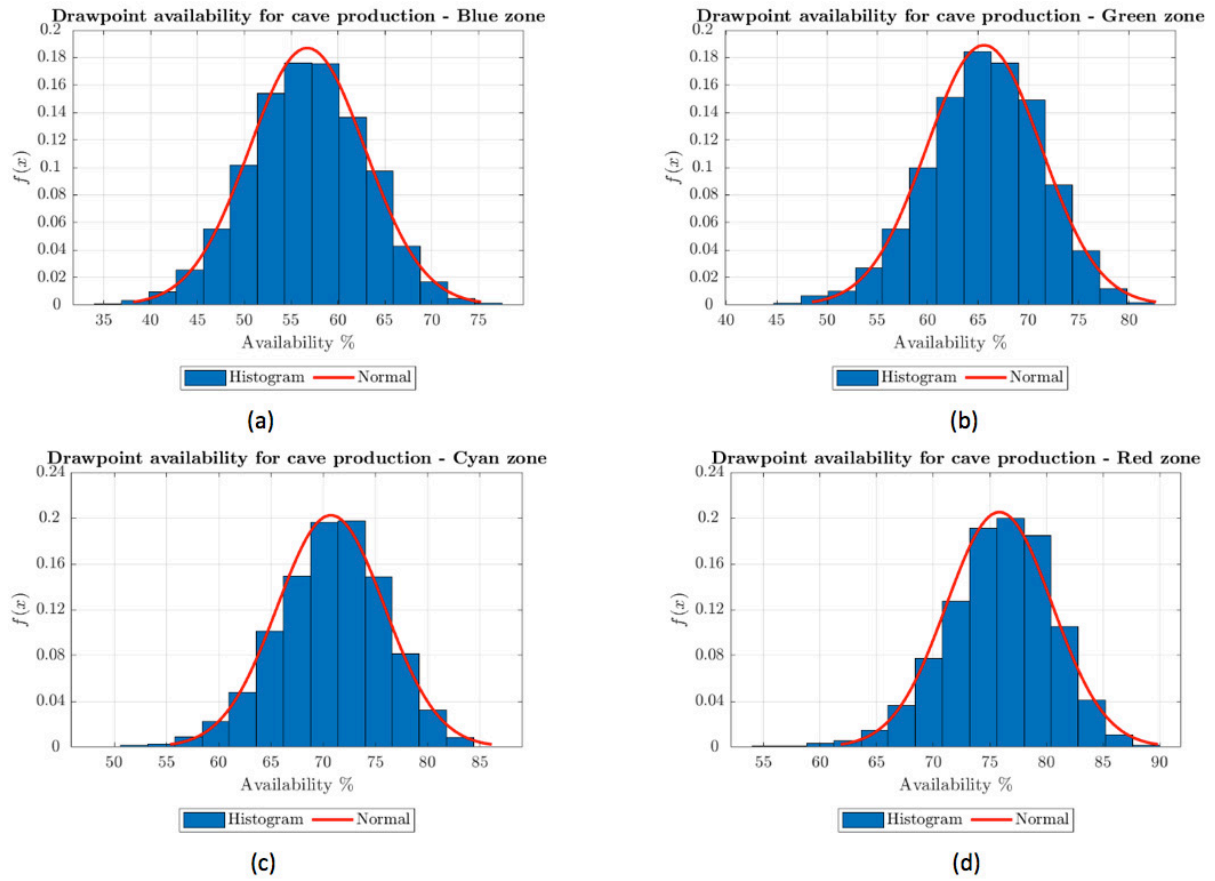 Drawpoint availability for cave production - Blue zone
0.2
0.18
0.16
0.14
0.12
0.1
0.08
0.06
0.04
0.02
0
f(x)
35 40 45 50 55 60 65 70 75
Availability %
Histogram Normal
(a)
Drawpoint availability for cave production - Green zone
0.2
0.18
0.16
0.14
0.12
0.1
0.08
0.06
0.04
0.02
0
f(x)
40 45 50 55 60 65 70 75 80
Availability %
Histogram Normal
(b)
Drawpoint availability for cave production - Cyan zone
0.24
0.2
0.16
0.12
0.08
0.04
0
f(x)
50 55 60 65 70 75 80 85
Availability %
Histogram Normal
(c)
Drawpoint availability for cave production - Red zone
0.24
0.2
0.16
0.12
0.08
0.04
0
f(x)
55 60 65 70 75 80 85 90
Availability %
Histogram Normal
(d)